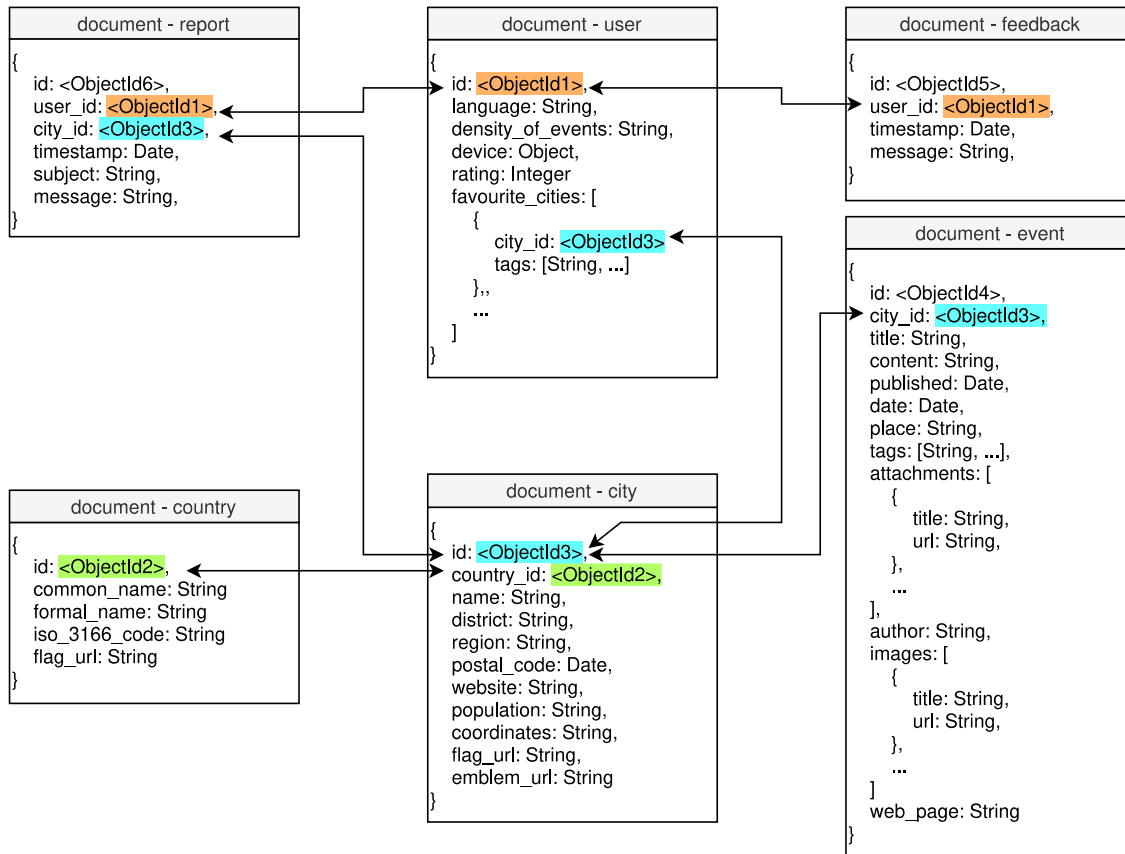 document - report
{
id: <ObjectId6>,
user_id: <ObjectId1>,
city_id: <ObjectId3>,
timestamp: Date,
subject: String,
message: String,
}
document - user
{
id: <ObjectId1>,
language: String,
density_of_events: String,
device: Object,
rating: Integer
favourite_cities: [
{
city_id: <ObjectId3>
tags: [String, ...]
},,
...
]
}
document - feedback
{
id: <ObjectId5>,
user_id: <ObjectId1>,
timestamp: Date,
message: String,
}
document - event
{
id: <ObjectId4>,
city_id: <ObjectId3>,
title: String,
content: String,
published: Date,
date: Date,
place: String,
tags: [String, ...],
attachments: [
{
title: String,
url: String,
},
...
],
author: String,
images: [
{
title: String,
url: String,
},
...
]
web_page: String
}
document - country
{
id: <ObjectId2>,
common_name: String
formal_name: String
iso_3166_code: String
flag_url: String
}
document - city
{
id: <ObjectId3>,
country_id: <ObjectId2>,
name: String,
district: String,
region: String,
postal_code: Date,
website: String,
population: String,
coordinates: String,
flag_url: String,
emblem_url: String
}